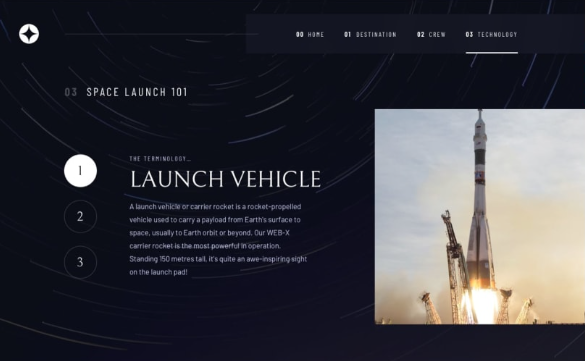 00 HOME 01 DESTINATION 02 CREW 03 TECHNOLOGY
03 SPACE LAUNCH 101
1
THE TERMINOLOGY...
LAUNCH VEHICLE
A launch vehicle or carrier rocket is a rocket-propelled
vehicle used to carry a payload from Earth's surface to
space, usually to Earth orbit or beyond. Our WEB-X
carrier rocket is the most powerful in operation.
Standing 150 metres tall, it's quite an awe-inspiring sight
on the launch pad!
2
3